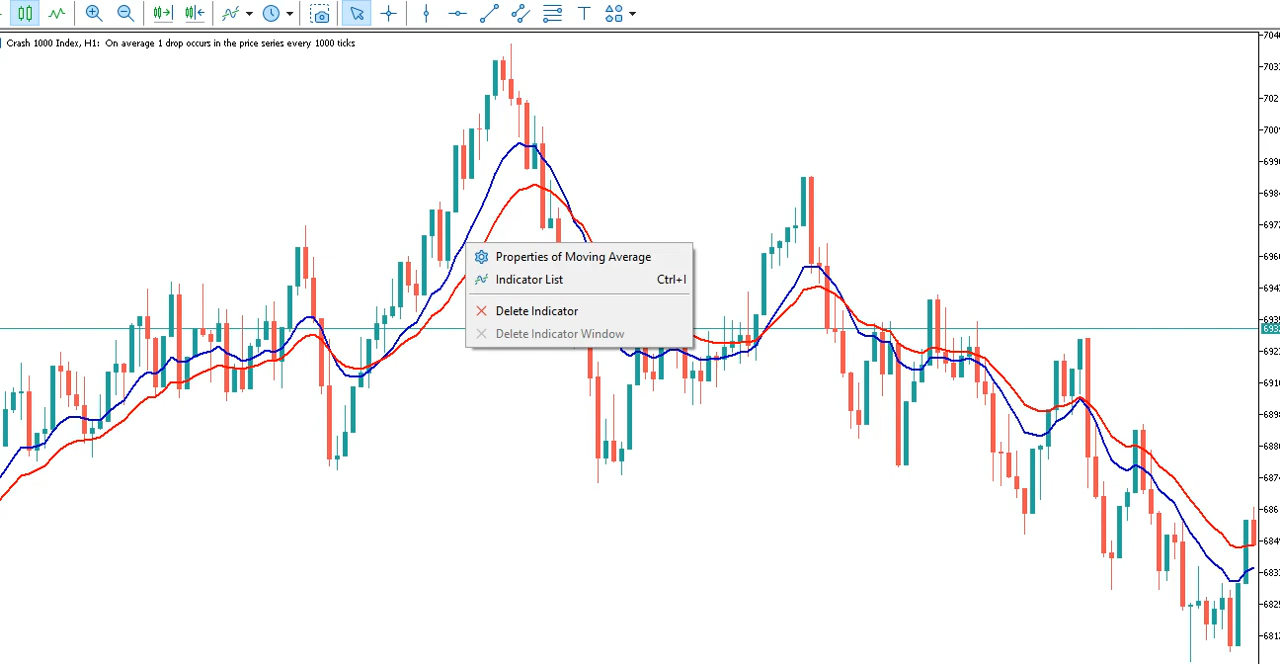 Crash 1000 Index, H1: On average 1 drop occurs in the price series every 1000 ticks
Properties of Moving Average
Indicator List Ctrl+I
Delete Indicator
Delete Indicator Window